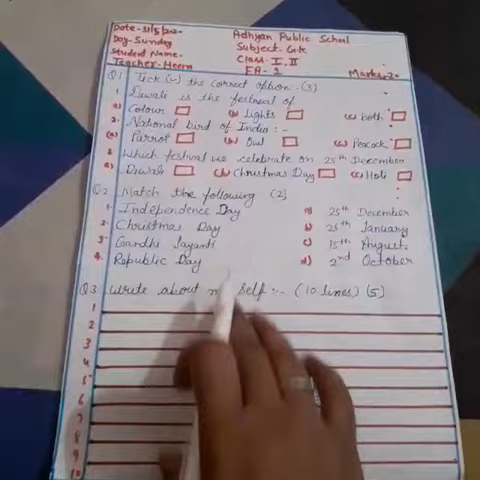 Date-31/5/20..
Adhyan Public School
Day-Sunday
Subject- Gk
Student Name-
Class- I, II
Teacher-Heera
FA-1
Marks-20
Q1 Tick (✓) the correct option. (3)
1. Diwali is the festival of
a) Colour (b) lights (c) both
2. National bird of India :-
(a) Parrot (b) Owl (c) Peacock
3. Which festival we celebrate on 25th December
a) Diwali (b) Christmas Day (c) Holi
Q2 Match the following (2)
1. Independence Day a) 25th December
2. Christmas Day b) 26th January
3. Gandhi Jayanti c) 15th August
4. Republic Day d) 2nd October
Q3 Write about my self :- (10 lines) (5)
1
2
3
4
5
6
7
8
9
10